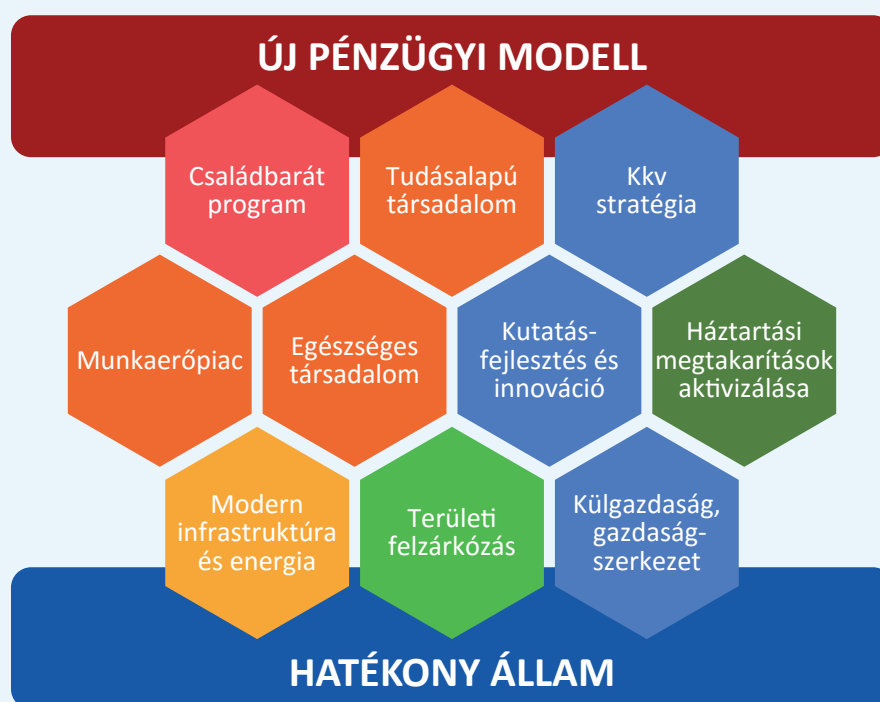 ÚJ PÉNZÜGYI MODELL
Családbarát
program
Tudásalapú
társadalom
Kkv
stratégia
Munkaerőpiac
Egészséges
társadalom
Kutatás-
fejlesztés és
innováció
Háztartási
megtakarítások
aktivizálása
Modern
infrastruktúra
és energia
Területi
felzárkózás
Külgazdaság,
gazdaság-
szerkezet
HATÉKONY ÁLLAM